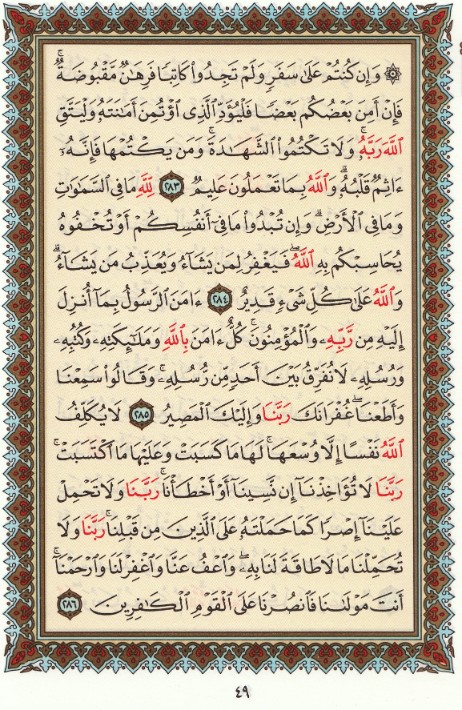 ۞ وَإِن كُنتُمْ عَلَىٰ سَفَرٍ وَلَمْ تَجِدُوا۟ كَاتِبًا فَرِهَـٰنٌ مَّقْبُوضَةٌ ۖ
فَإِنْ أَمِنَ بَعْضُكُم بَعْضًا فَلْيُؤَدِّ ٱلَّذِى ٱؤْتُمِنَ أَمَـٰنَتَهُۥ وَلْيَتَّقِ
ٱللَّهَ رَبَّهُۥ ۗ وَلَا تَكْتُمُوا۟ ٱلشَّهَـٰدَةَ ۚ وَمَن يَكْتُمْهَا فَإِنَّهُۥٓ
ءَاثِمٌ قَلْبُهُۥ ۗ وَٱللَّهُ بِمَا تَعْمَلُونَ عَلِيمٌ ٢٨٣ لِّلَّهِ مَا فِى ٱلسَّمَـٰوَٰتِ
وَمَا فِى ٱلْأَرْضِ ۗ وَإِن تُبْدُوا۟ مَا فِىٓ أَنفُسِكُمْ أَوْ تُخْفُوهُ
يُحَاسِبْكُم بِهِ ٱللَّهُ ۖ فَيَغْفِرُ لِمَن يَشَآءُ وَيُعَذِّبُ مَن يَشَآءُ ۗ
وَٱللَّهُ عَلَىٰ كُلِّ شَىْءٍ قَدِيرٌ ٢٨٤ ءَامَنَ ٱلرَّسُولُ بِمَآ أُنزِلَ
إِلَيْهِ مِن رَّبِّهِۦ وَٱلْمُؤْمِنُونَ ۚ كُلٌّ ءَامَنَ بِٱللَّهِ وَمَلَـٰٓئِكَتِهِۦ وَكُتُبِهِۦ
وَرُسُلِهِۦ لَا نُفَرِّقُ بَيْنَ أَحَدٍ مِّن رُّسُلِهِۦ ۚ وَقَالُوا۟ سَمِعْنَا
وَأَطَعْنَا ۖ غُفْرَانَكَ رَبَّنَا وَإِلَيْكَ ٱلْمَصِيرُ ٢٨٥ لَا يُكَلِّفُ
ٱللَّهُ نَفْسًا إِلَّا وُسْعَهَا ۚ لَهَا مَا كَسَبَتْ وَعَلَيْهَا مَا ٱكْتَسَبَتْ ۗ
رَبَّنَا لَا تُؤَاخِذْنَآ إِن نَّسِينَآ أَوْ أَخْطَأْنَا ۚ رَبَّنَا وَلَا تَحْمِلْ
عَلَيْنَآ إِصْرًا كَمَا حَمَلْتَهُۥ عَلَى ٱلَّذِينَ مِن قَبْلِنَا ۚ رَبَّنَا وَلَا
تُحَمِّلْنَا مَا لَا طَاقَةَ لَنَا بِهِۦ ۖ وَٱعْفُ عَنَّا وَٱغْفِرْ لَنَا وَٱرْحَمْنَآ ۚ
أَنتَ مَوْلَىٰنَا فَٱنصُرْنَا عَلَى ٱلْقَوْمِ ٱلْكَـٰفِرِينَ ٢٨٦
٤٩